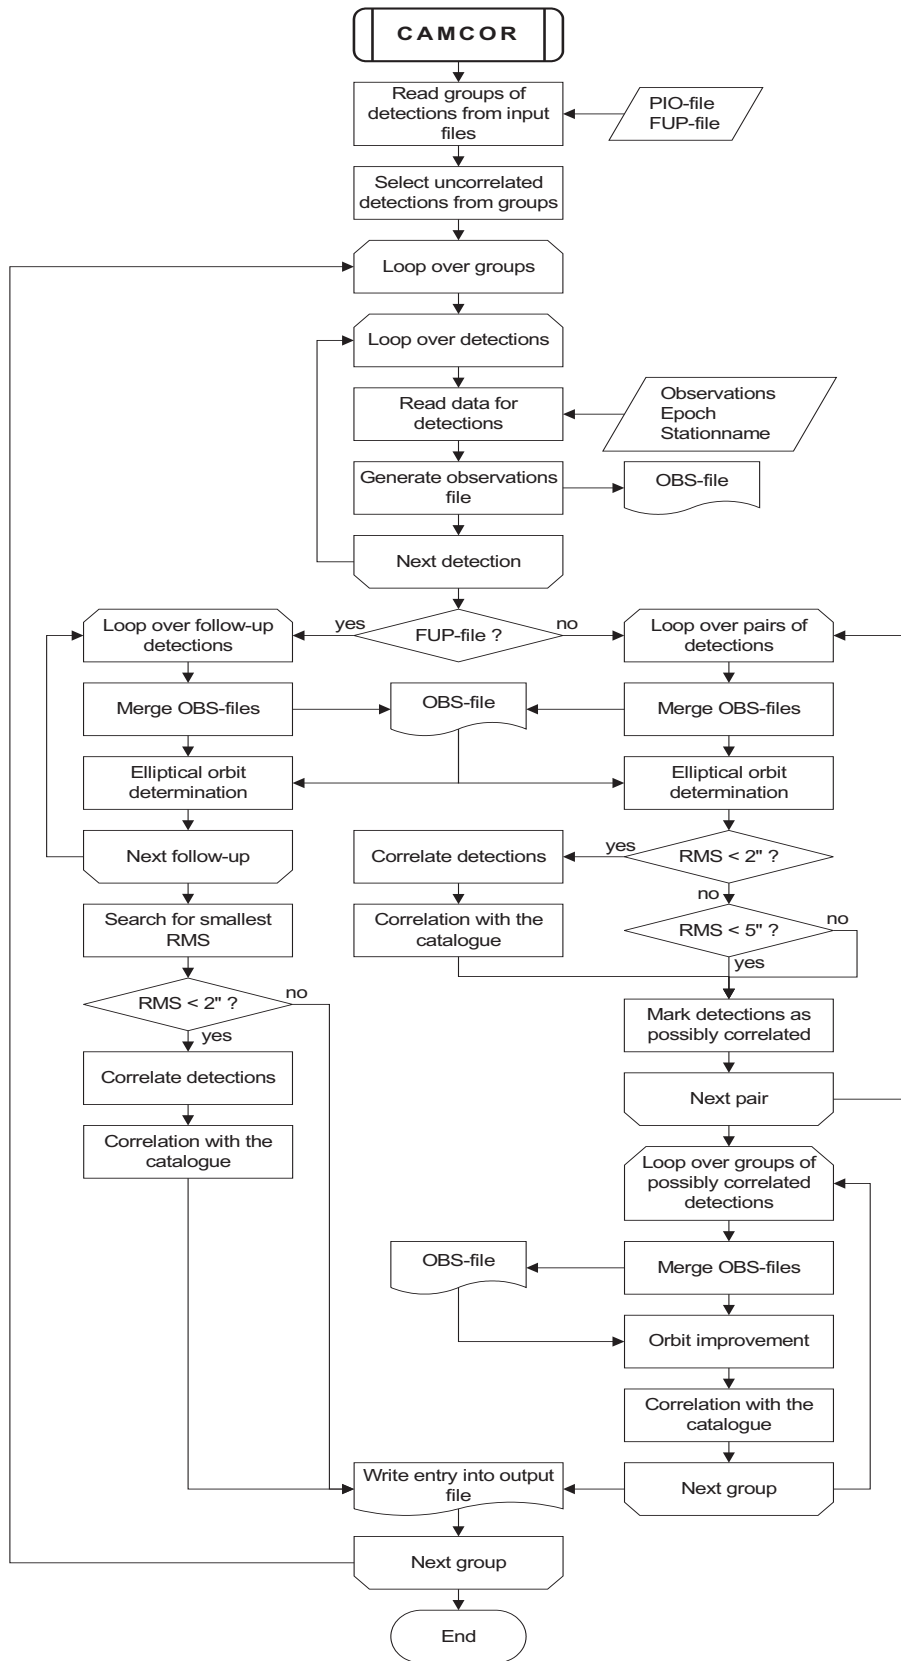 CAMCOR
Read groups of
detections from input
files
PIO-file
FUP-file
Select uncorrelated
detections from groups
Loop over groups
Loop over detections
Read data for
detections
Observations
Epoch
Stationname
Generate observations
file
OBS-file
Next detection
FUP-file ?
yes
no
Loop over follow-up
detections
Loop over pairs of
detections
Merge OBS-files
OBS-file
Merge OBS-files
Elliptical orbit
determination
Elliptical orbit
determination
Next follow-up
Correlate detections
yes
RMS < 2" ?
no
Search for smallest
RMS
Correlation with the
catalogue
RMS < 5" ?
no
yes
RMS < 2" ?
no
yes
Mark detections as
possibly correlated
Correlate detections
Next pair
Correlation with the
catalogue
Loop over groups of
possibly correlated
detections
OBS-file
Merge OBS-files
Orbit improvement
Correlation with the
catalogue
Write entry into output
file
Next group
Next group
End